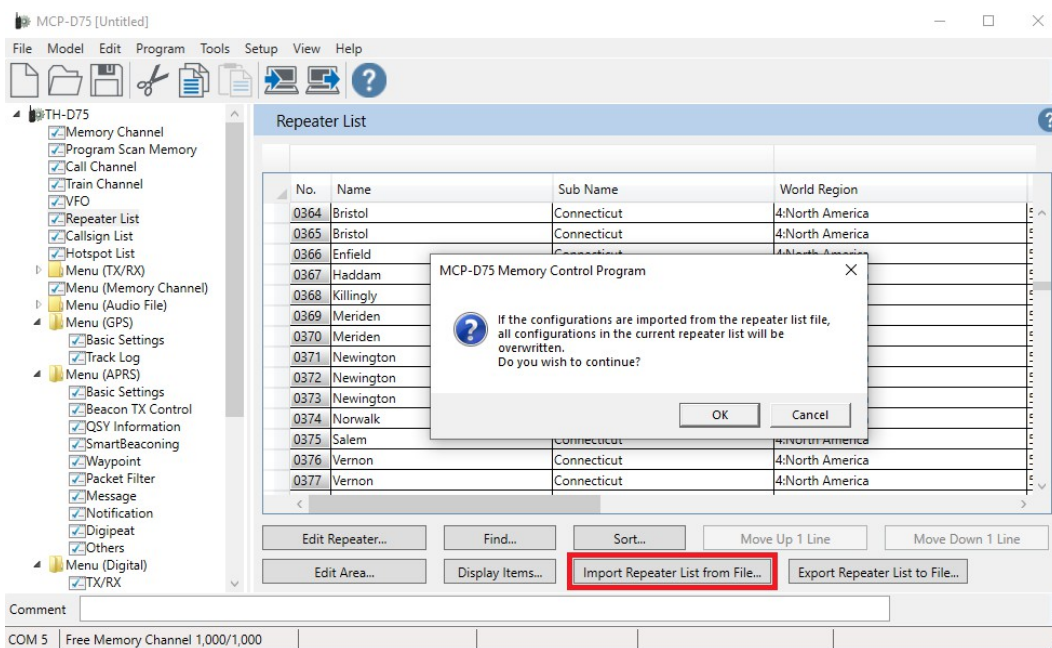 MCP-D75 [Untitled]
File Model Edit Program Tools Setup View Help
TH-D75
Memory Channel
Program Scan Memory
Call Channel
Train Channel
VFO
Repeater List
Callsign List
Hotspot List
Menu (TX/RX)
Menu (Memory Channel)
Menu (Audio File)
Menu (GPS)
Basic Settings
Track Log
Menu (APRS)
Basic Settings
Beacon TX Control
QSY Information
SmartBeaconing
Waypoint
Packet Filter
Message
Notification
Digipeat
Others
Menu (Digital)
TX/RX
Repeater List
No. Name Sub Name World Region
0364 Bristol Connecticut 4:North America
0365 Bristol Connecticut 4:North America
0366 Enfield Connecticut 4:North America
0367 Haddam
0368 Killingly
0369 Meriden
0370 Meriden
0371 Newington
0372 Newington
0373 Newington
0374 Norwalk
0375 Salem Connecticut 4:North America
0376 Vernon Connecticut 4:North America
0377 Vernon Connecticut 4:North America
MCP-D75 Memory Control Program
If the configurations are imported from the repeater list file,
all configurations in the current repeater list will be
overwritten.
Do you wish to continue?
OK Cancel
Edit Repeater... Find... Sort... Move Up 1 Line Move Down 1 Line
Edit Area... Display Items... Import Repeater List from File... Export Repeater List to File...
Comment
COM 5 Free Memory Channel 1,000/1,000